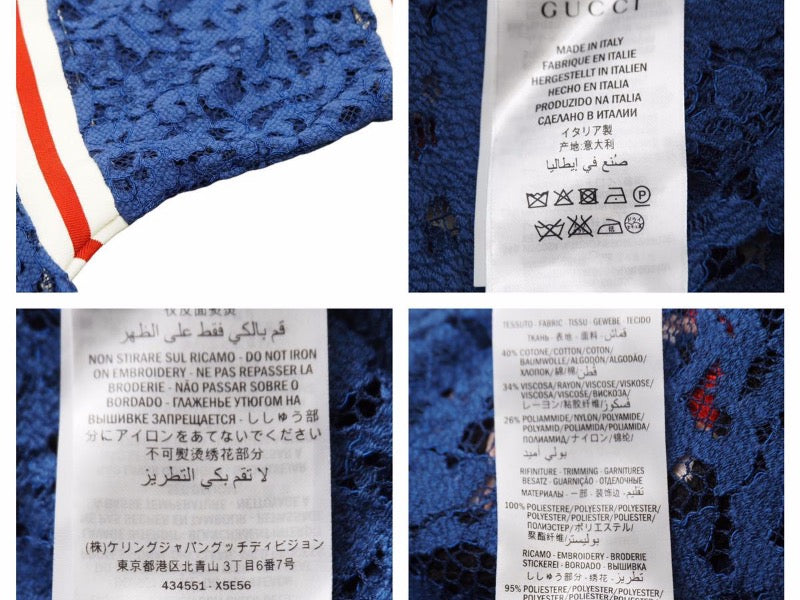 GUCCI
MADE IN ITALY
FABRIQUE EN ITALIE
HERGESTELLT IN ITALIEN
HECHO EN ITALIA
PRODUZIDO NA ITALIA
СДЕЛАНО В ИТАЛИИ
イタリア製
产地:意大利
صُنع في إيطاليا
قم بالكي فقط على الظهر
NON STIRARE SUL RICAMO - DO NOT IRON
ON EMBROIDERY - NE PAS REPASSER LA
BRODERIE - NÃO PASSAR SOBRE O
BORDADO - ГЛАЖЕНЬЕ УТЮГОМ НА
ВЫШИВКЕ ЗАПРЕЩАЕТСЯ - ししゅう部
分にアイロンをあてないでください
不可熨烫绣花部分
لا تقم بكي التطريز
(株)ケリングジャパングッチディビジョン
東京都港区北青山3丁目6番7号
434551 - X5E56
TESSUTO - FABRIC - TISSU - GEWEBE - TECIDO
ТКАНЬ - 表地 - 面料 - قماش
40% COTONE/COTTON/COTON/
BAUMWOLLE/ALGODÓN/ALGODÃO/
ХЛОПОК/綿/棉/قطن
34% VISCOSA/RAYON/VISCOSE/VISKOSE/
VISCOSA/VISCOSE/ВИСКОЗА/
レーヨン/粘胶纤维/فسكوز
26% POLIAMMIDE/NYLON/POLYAMIDE/
POLYAMID/POLIAMIDA/POLIAMIDA/
ПОЛИАМИД/ナイロン/锦纶/
بولي أميد
RIFINITURE - TRIMMING - GARNITURES
BESATZ - GUARNIÇÃO - ОТДЕЛОЧНЫЕ
МАТЕРИАЛЫ - 一部 - 装饰边 - تقليم
100% POLIESTERE/POLYESTER/POLYESTER/
POLYESTER/POLIÉSTER/POLIÉSTER/
ПОЛИЭСТЕР/ポリエステル/
聚酯纤维/بوليستر
RICAMO - EMBROIDERY - BRODERIE
STICKEREI - BORDADO - ВЫШИВКА
ししゅう部分 - 绣花 - تطريز
95% POLIESTERE/POLYESTER/POLYESTER/